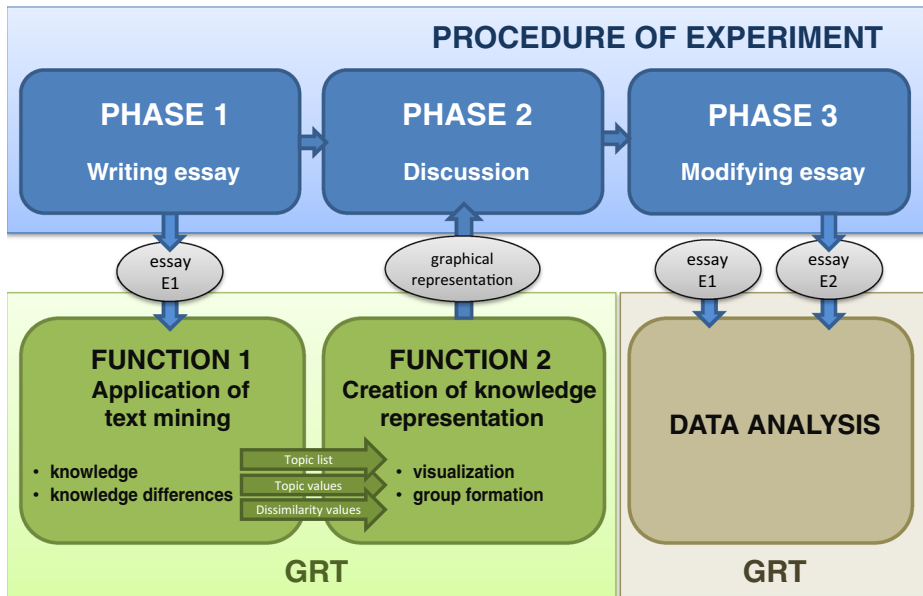 PROCEDURE OF EXPERIMENT
PHASE 1
Writing essay
PHASE 2
Discussion
PHASE 3
Modifying essay
essay
E1
graphical
representation
essay
E1
essay
E2
FUNCTION 1
Application of
text mining
• knowledge
• knowledge differences
Topic list
Topic values
Dissimilarity values
FUNCTION 2
Creation of knowledge
representation
• visualization
• group formation
DATA ANALYSIS
GRT
GRT